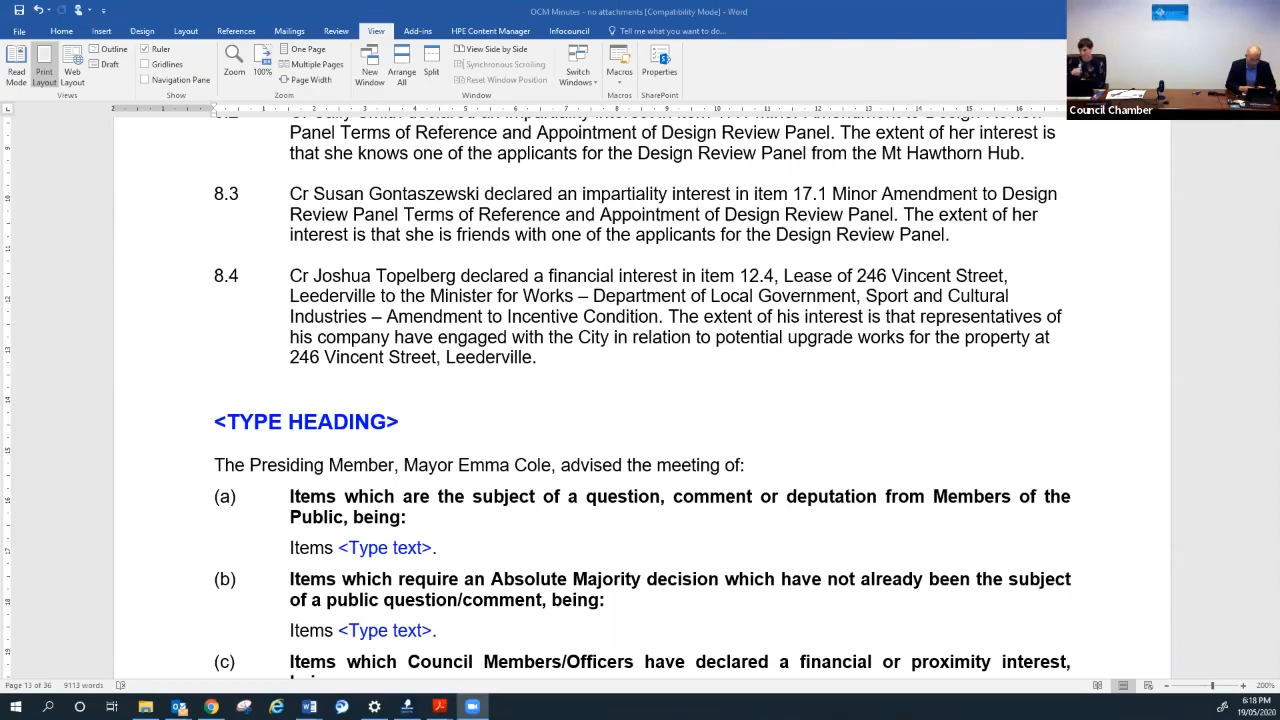 OCM Minutes - no attachments [Compatibility Mode] - Word
File Home Insert Design Layout References Mailings Review View Add-ins HPE Content Manager Infocouncil Tell me what you want to do...
Read Mode
Print Layout
Web Layout
Outline
Draft
Views
Ruler
Gridlines
Navigation Pane
Show
Zoom
100%
One Page
Multiple Pages
Page Width
Zoom
New Window
Arrange All
Split
View Side by Side
Synchronous Scrolling
Reset Window Position
Window
Switch Windows
Macros
Macros
Properties
SharePoint
Council Chamber
Panel Terms of Reference and Appointment of Design Review Panel. The extent of her interest is
that she knows one of the applicants for the Design Review Panel from the Mt Hawthorn Hub.
8.3 Cr Susan Gontaszewski declared an impartiality interest in item 17.1 Minor Amendment to Design
Review Panel Terms of Reference and Appointment of Design Review Panel. The extent of her
interest is that she is friends with one of the applicants for the Design Review Panel.
8.4 Cr Joshua Topelberg declared a financial interest in item 12.4, Lease of 246 Vincent Street,
Leederville to the Minister for Works – Department of Local Government, Sport and Cultural
Industries – Amendment to Incentive Condition. The extent of his interest is that representatives of
his company have engaged with the City in relation to potential upgrade works for the property at
246 Vincent Street, Leederville.
<TYPE HEADING>
The Presiding Member, Mayor Emma Cole, advised the meeting of:
(a) Items which are the subject of a question, comment or deputation from Members of the
Public, being:
Items <Type text>.
(b) Items which require an Absolute Majority decision which have not already been the subject
of a public question/comment, being:
Items <Type text>.
(c) Items which Council Members/Officers have declared a financial or proximity interest,
Page 13 of 36 9113 words 200%
6:18 PM
19/05/2020